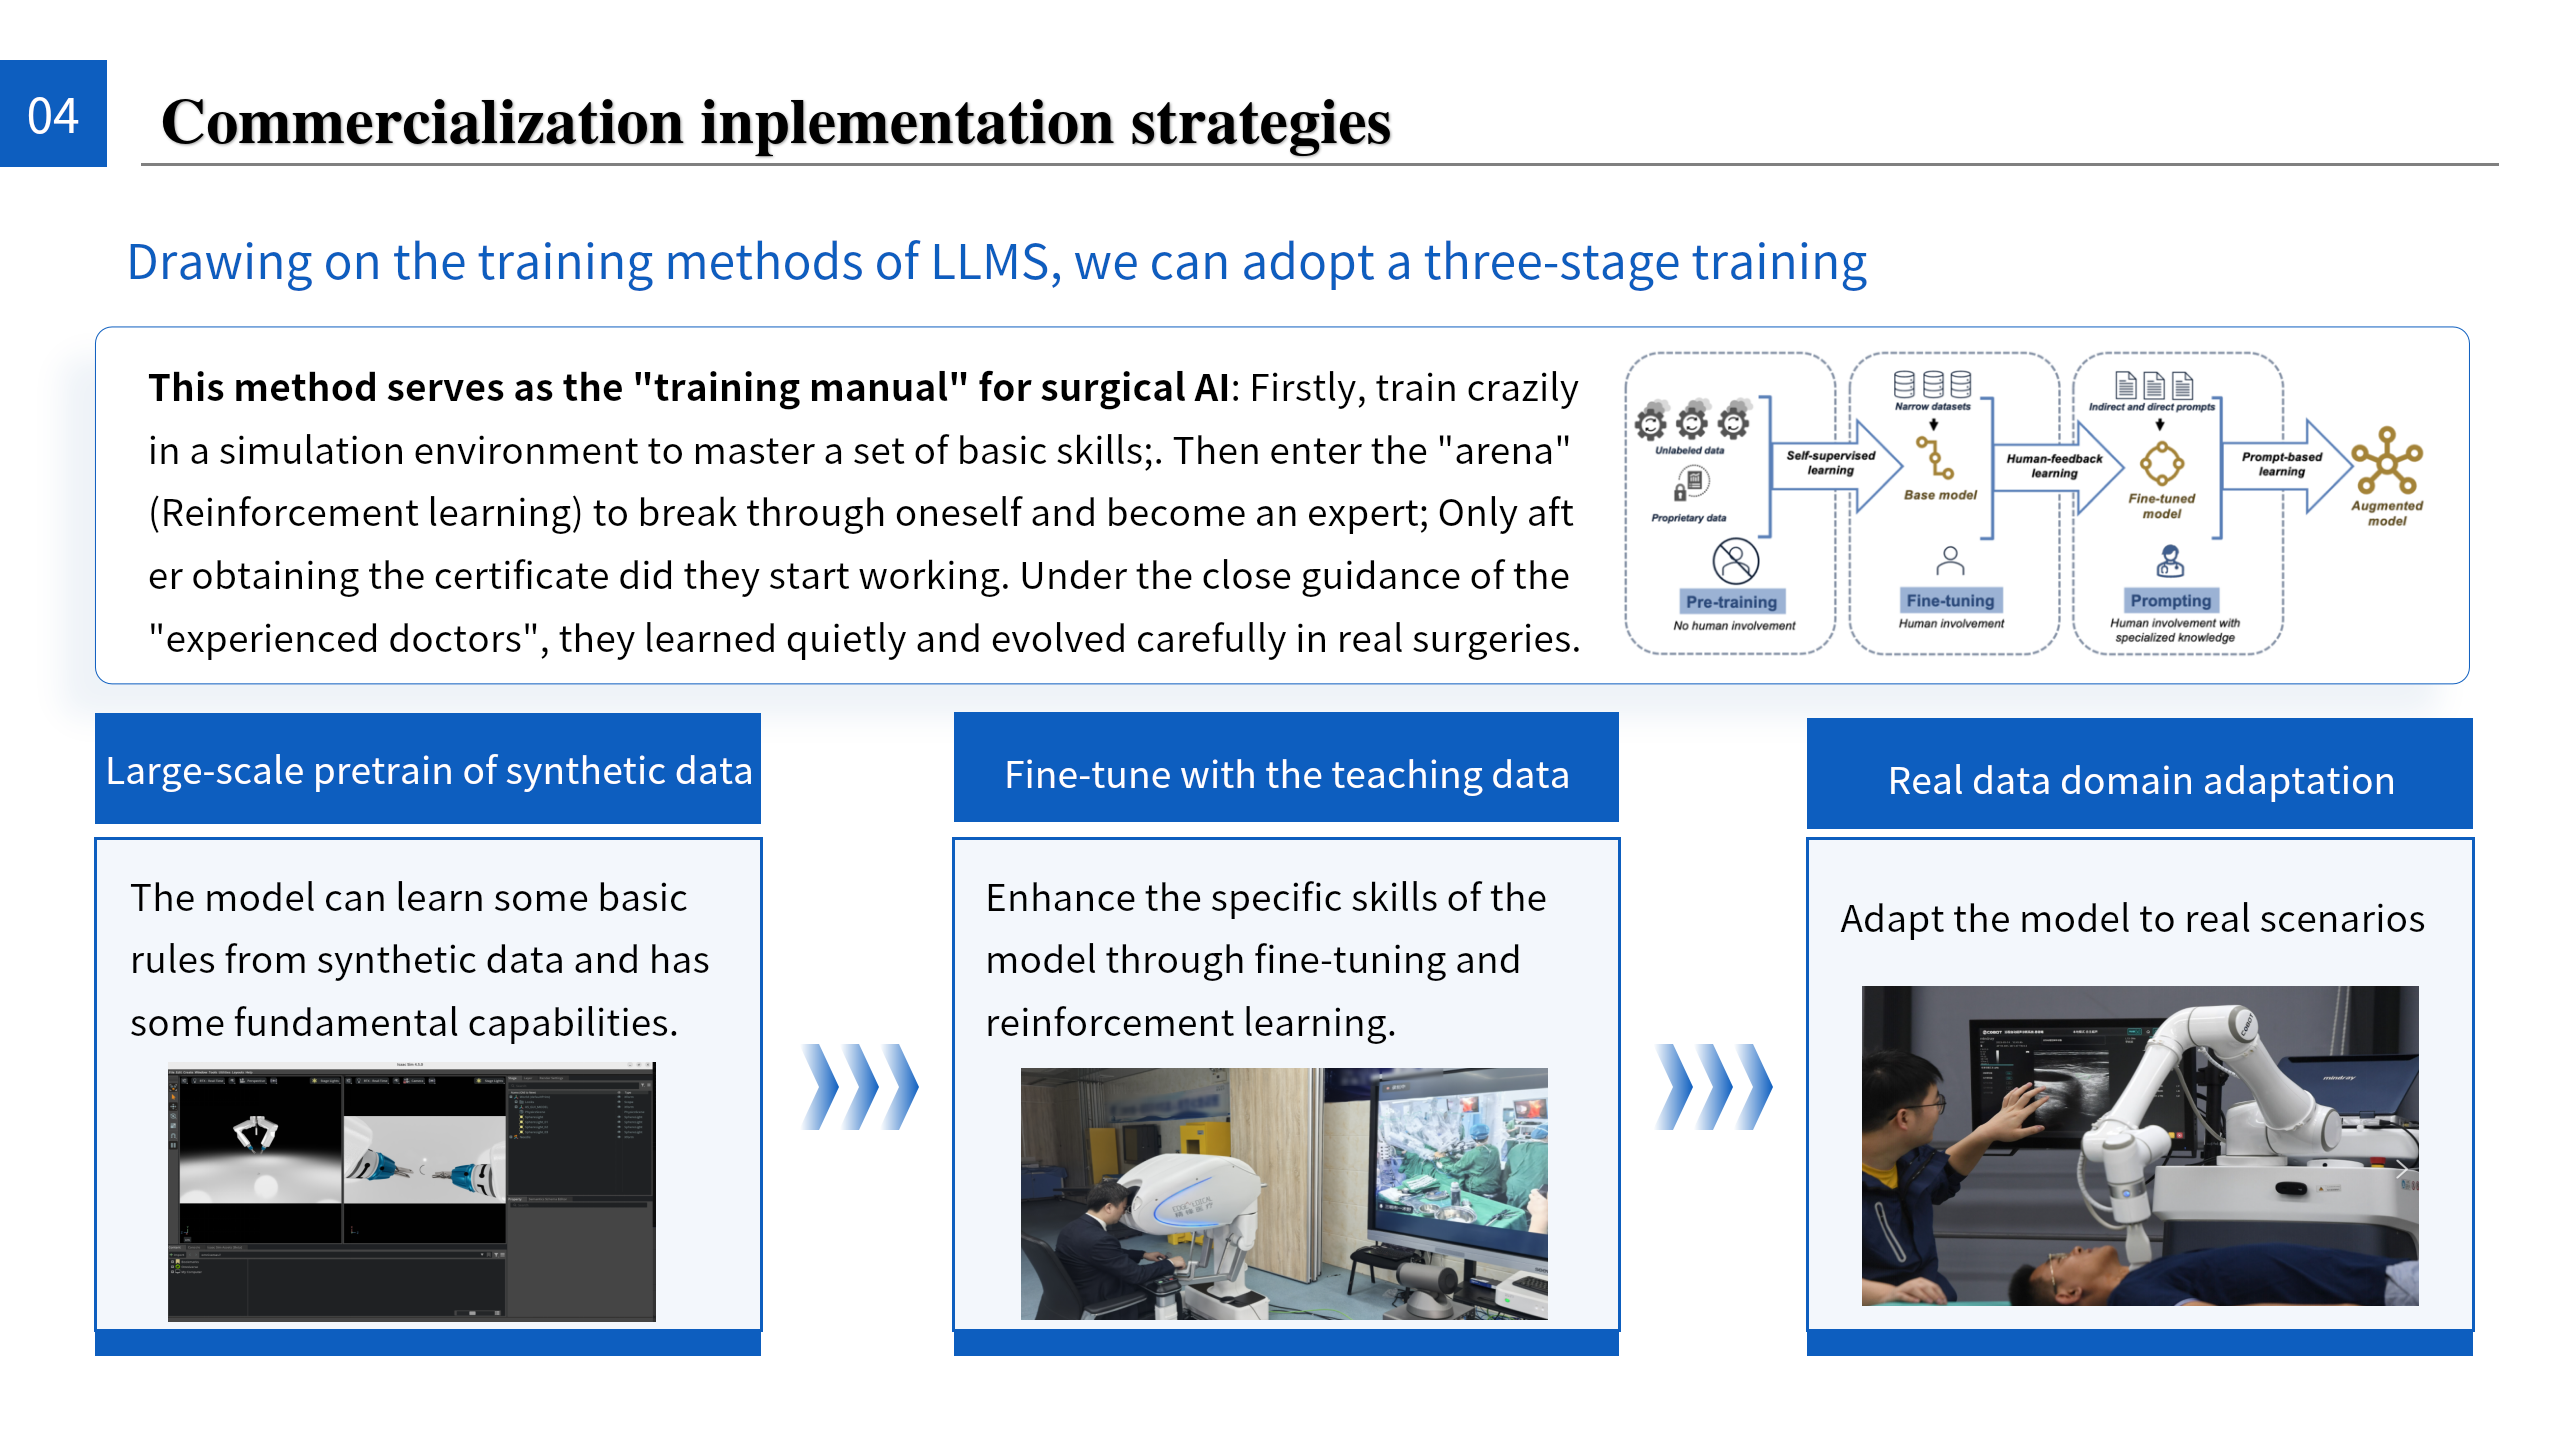 04
Commercialization inplementation strategies
Drawing on the training methods of LLMS, we can adopt a three-stage training
This method serves as the "training manual" for surgical AI: Firstly, train crazily
in a simulation environment to master a set of basic skills;. Then enter the "arena"
(Reinforcement learning) to break through oneself and become an expert; Only aft
er obtaining the certificate did they start working. Under the close guidance of the
"experienced doctors", they learned quietly and evolved carefully in real surgeries.
Unlabeled data
Proprietary data
Pre-training
No human involvement
Self-supervised
learning
Narrow datasets
Base model
Fine-tuning
Human involvement
Human-feedback
learning
Indirect and direct prompts
Fine-tuned
model
Prompting
Human involvement with
specialized knowledge
Prompt-based
learning
Augmented
model
Large-scale pretrain of synthetic data
The model can learn some basic
rules from synthetic data and has
some fundamental capabilities.
Fine-tune with the teaching data
Enhance the specific skills of the
model through fine-tuning and
reinforcement learning.
Real data domain adaptation
Adapt the model to real scenarios
COBOT
mindray